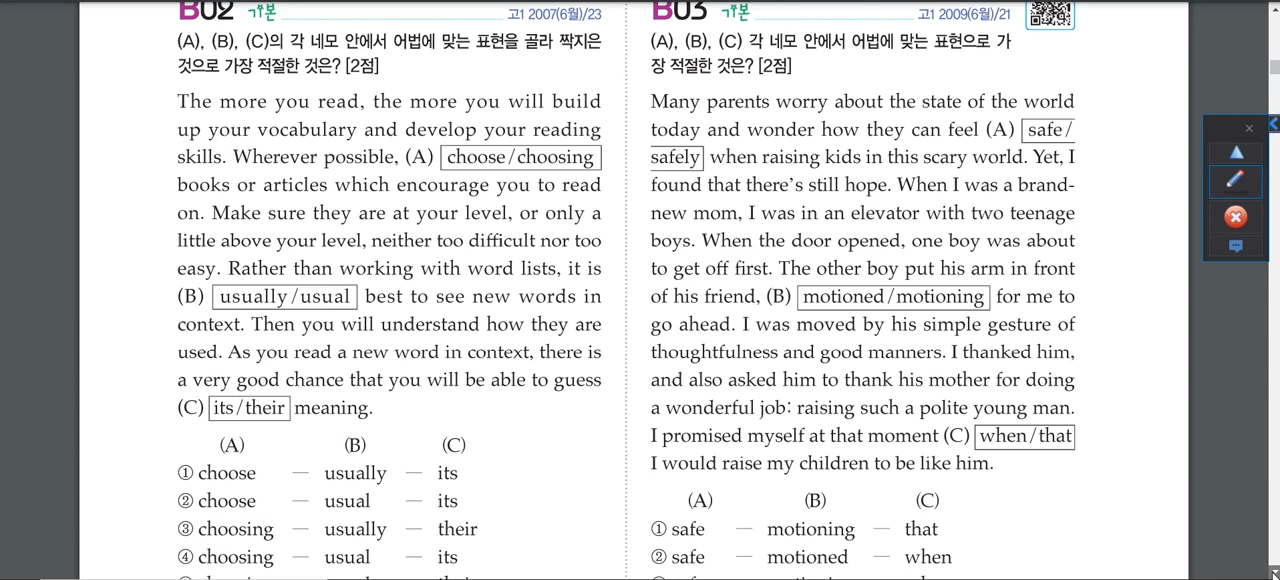 B02 기본 고1 2007(6월)/23
(A), (B), (C)의 각 네모 안에서 어법에 맞는 표현을 골라 짝지은
것으로 가장 적절한 것은? [2점]
The more you read, the more you will build
up your vocabulary and develop your reading
skills. Wherever possible, (A) choose/choosing
books or articles which encourage you to read
on. Make sure they are at your level, or only a
little above your level, neither too difficult nor too
easy. Rather than working with word lists, it is
(B) usually/usual best to see new words in
context. Then you will understand how they are
used. As you read a new word in context, there is
a very good chance that you will be able to guess
(C) its/their meaning.
(A) (B) (C)
① choose — usually — its
② choose — usual — its
③ choosing — usually — their
④ choosing — usual — its
B03 기본 고1 2009(6월)/21
(A), (B), (C) 각 네모 안에서 어법에 맞는 표현으로 가
장 적절한 것은? [2점]
Many parents worry about the state of the world
today and wonder how they can feel (A) safe/
safely when raising kids in this scary world. Yet, I
found that there's still hope. When I was a brand-
new mom, I was in an elevator with two teenage
boys. When the door opened, one boy was about
to get off first. The other boy put his arm in front
of his friend, (B) motioned/motioning for me to
go ahead. I was moved by his simple gesture of
thoughtfulness and good manners. I thanked him,
and also asked him to thank his mother for doing
a wonderful job: raising such a polite young man.
I promised myself at that moment (C) when/that
I would raise my children to be like him.
(A) (B) (C)
① safe — motioning — that
② safe — motioned — when